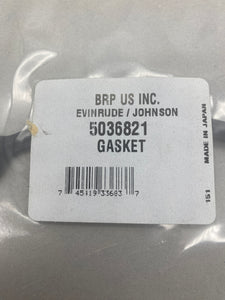 BRP US INC.
EVINRUDE / JOHNSON
5036821
GASKET
7 45119 33683 7
151 MADE IN JAPAN